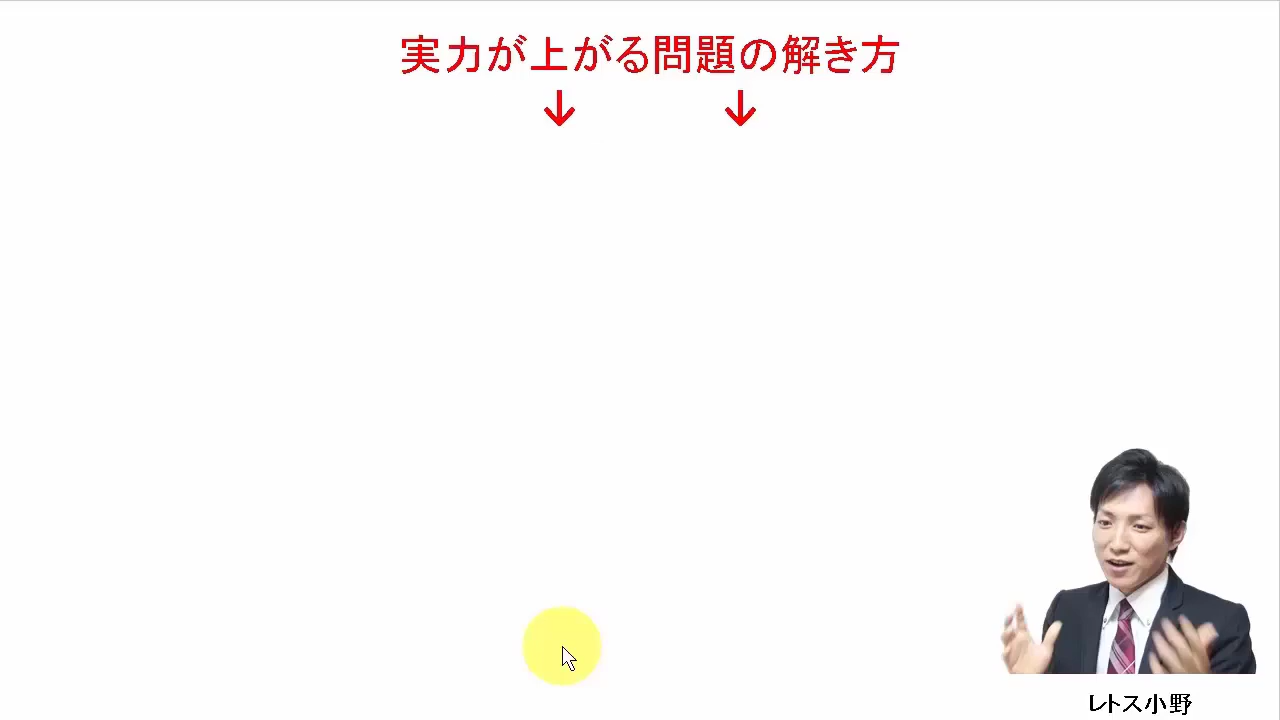 実力が上がる問題の解き方
↓ ↓
レトス小野